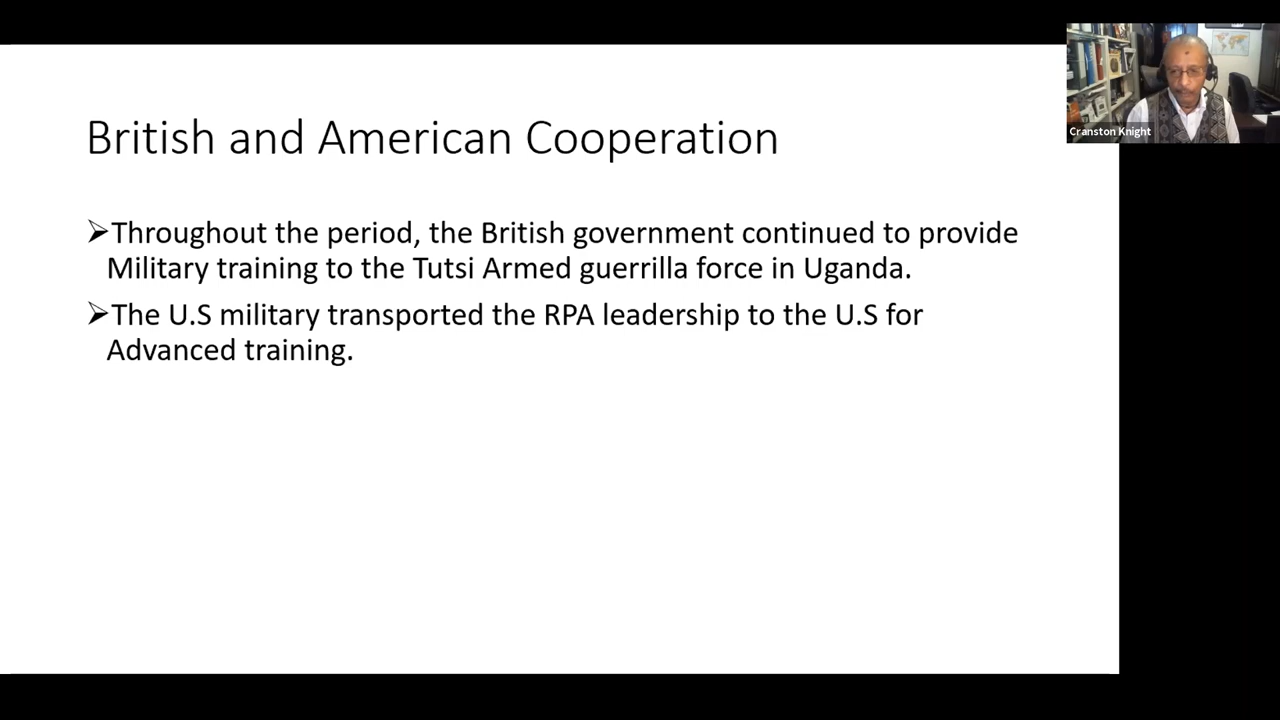 British and American Cooperation
➢Throughout the period, the British government continued to provide
Military training to the Tutsi Armed guerrilla force in Uganda.
➢The U.S military transported the RPA leadership to the U.S for
Advanced training.
Cranston Knight